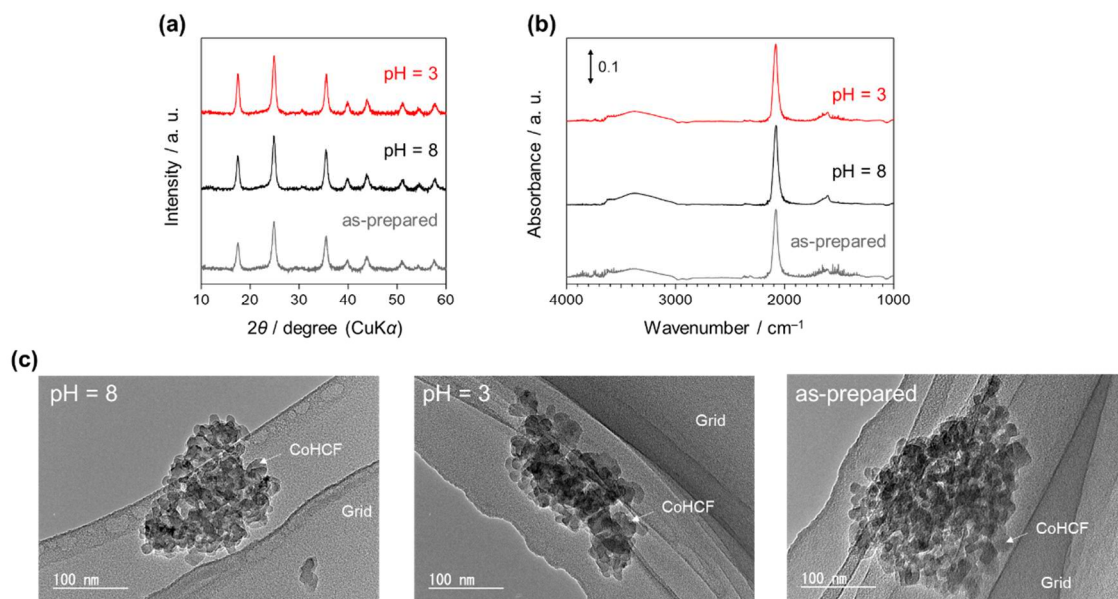 (a)
Intensity / a. u.
pH = 3
pH = 8
as-prepared
10 20 30 40 50 60
2θ / degree (CuKα)
(b)
Absorbance / a. u.
0.1
pH = 3
pH = 8
as-prepared
4000 3000 2000 1000
Wavenumber / cm⁻¹
(c)
pH = 8
CoHCF
Grid
100 nm
pH = 3
Grid
CoHCF
100 nm
as-prepared
CoHCF
Grid
100 nm